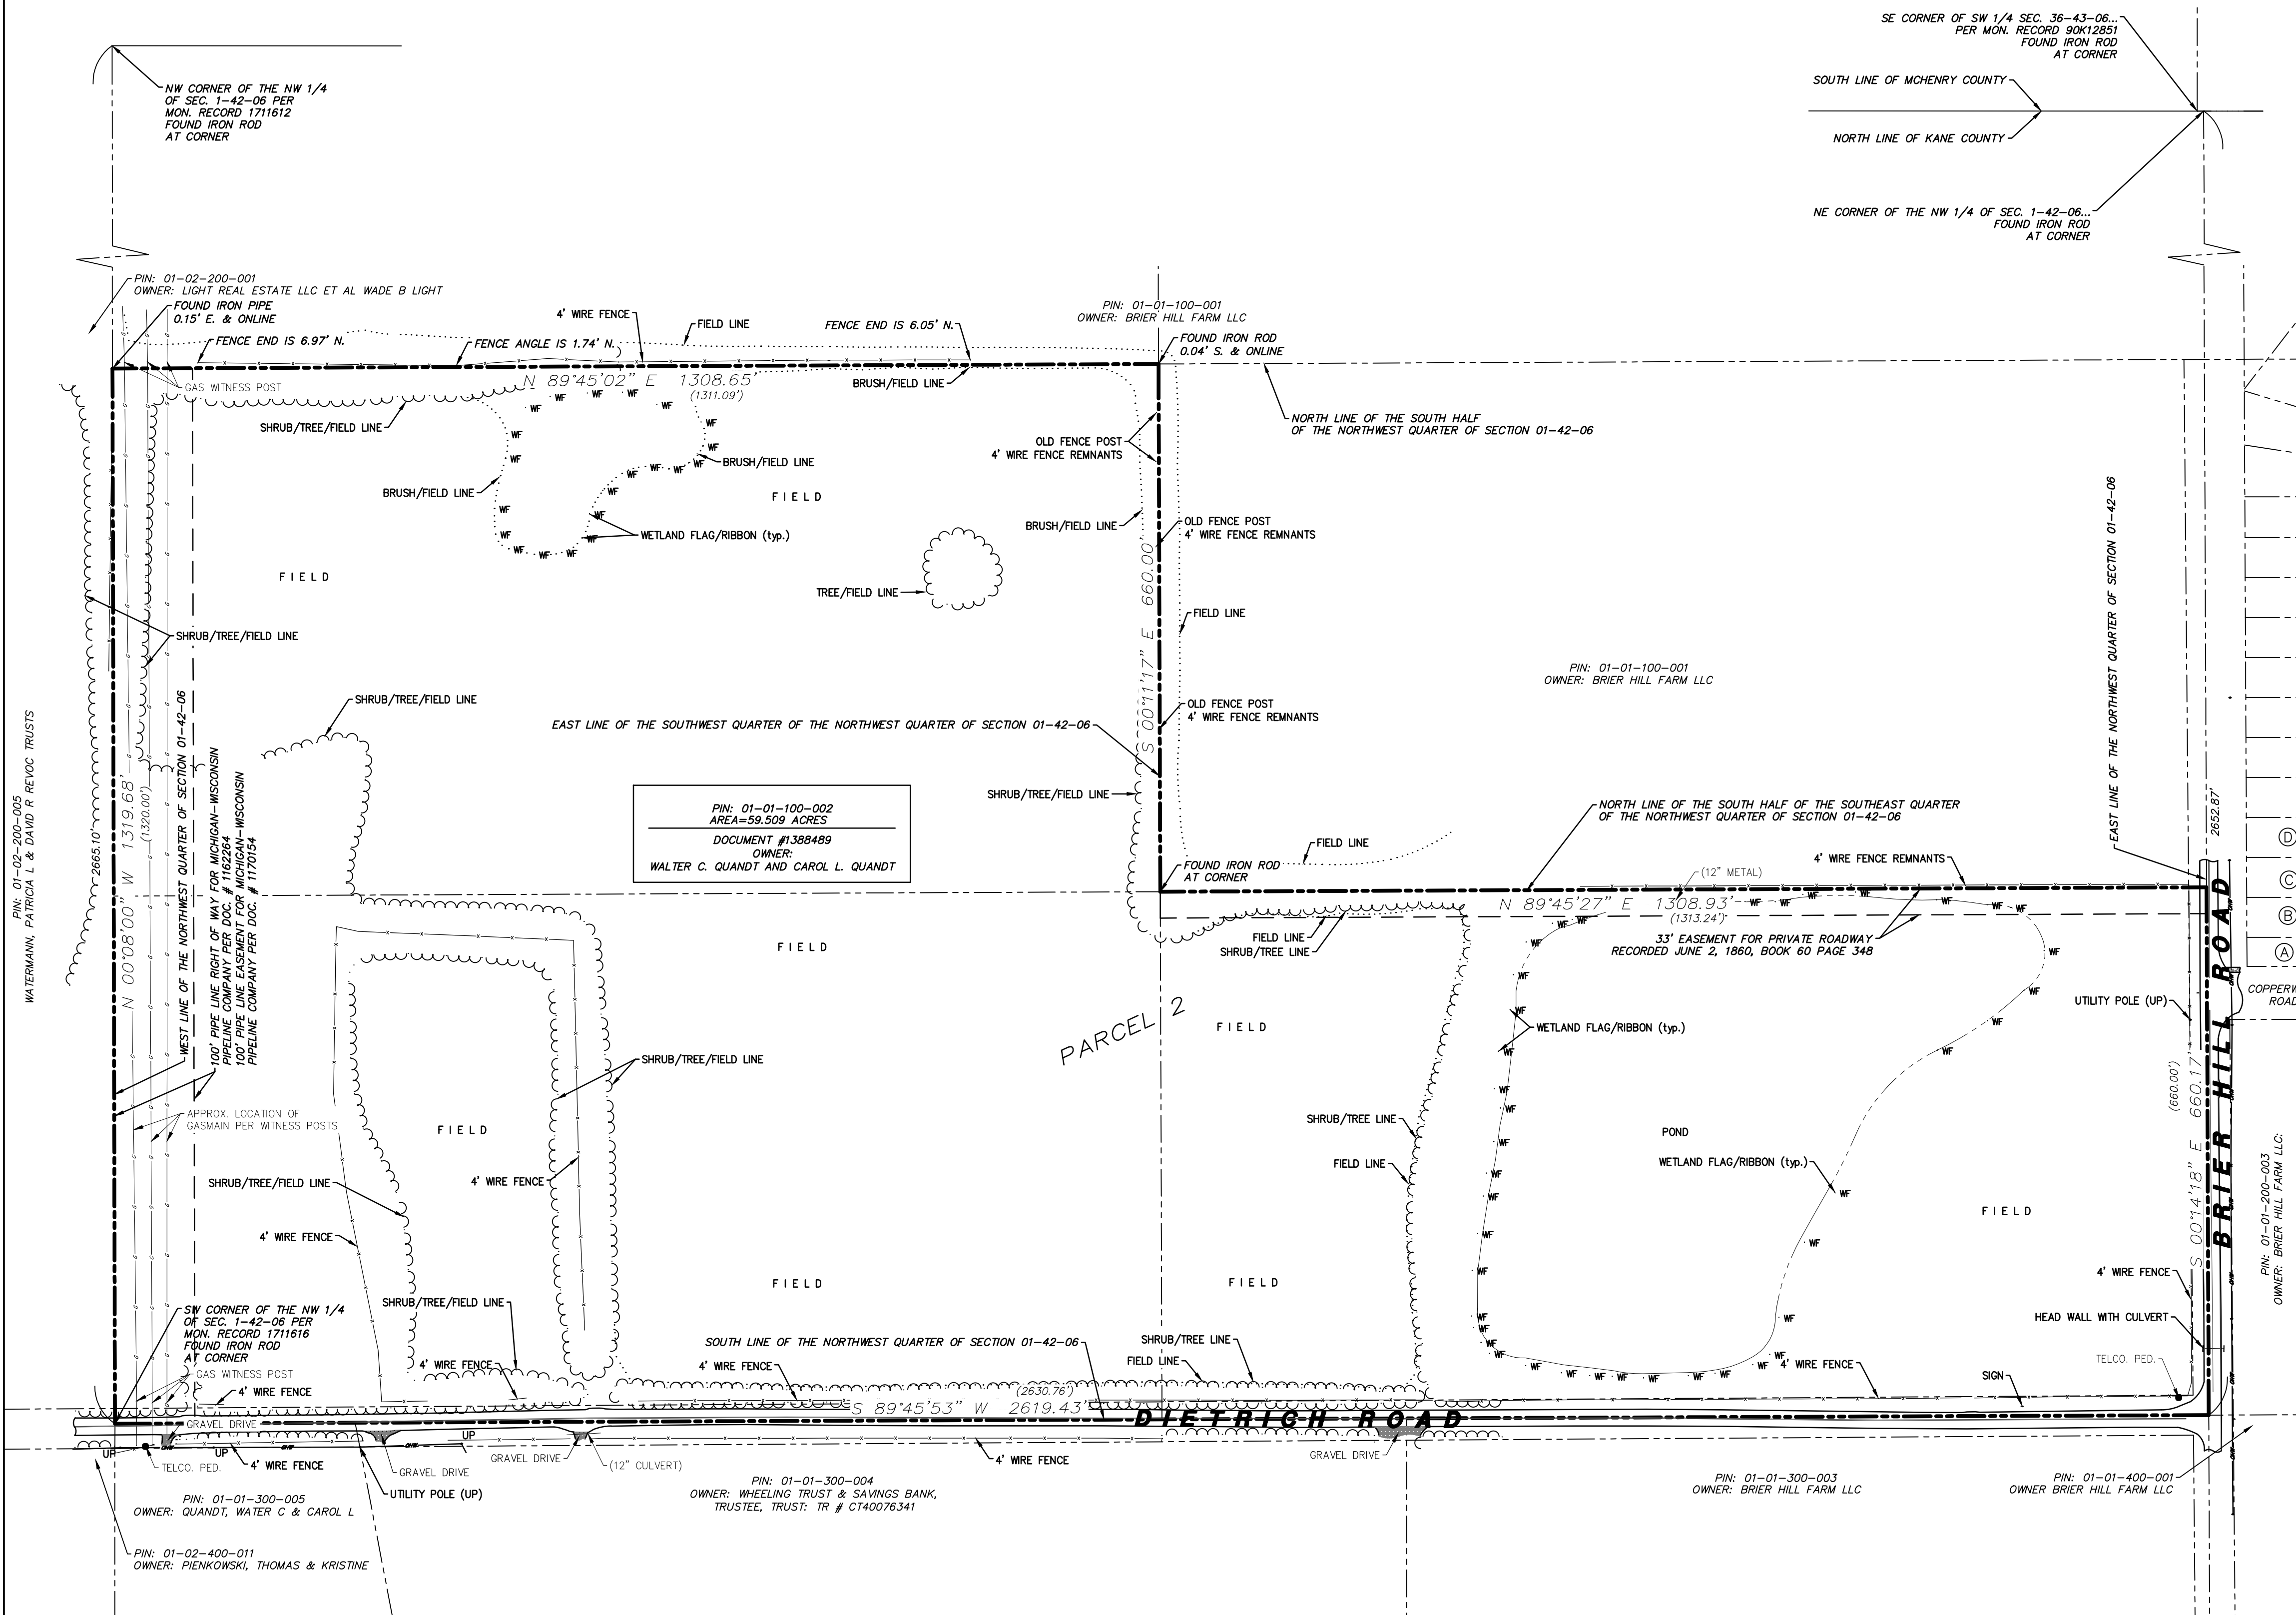 SE CORNER OF SW 1/4 SEC. 36-43-06...
PER MON. RECORD 90K12851
FOUND IRON ROD
AT CORNER
NW CORNER OF THE NW 1/4
OF SEC. 1-42-06 PER
MON. RECORD 1711612
FOUND IRON ROD
AT CORNER
SOUTH LINE OF MCHENRY COUNTY
NORTH LINE OF KANE COUNTY
NE CORNER OF THE NW 1/4 OF SEC. 1-42-06...
FOUND IRON ROD
AT CORNER
PIN: 01-02-200-001
OWNER: LIGHT REAL ESTATE LLC ET AL WADE B LIGHT
FOUND IRON PIPE
0.15' E. & ONLINE
FENCE END IS 6.97' N.
4' WIRE FENCE
FENCE ANGLE IS 1.74' N.
FIELD LINE
FENCE END IS 6.05' N.
PIN: 01-01-100-001
OWNER: BRIER HILL FARM LLC
FOUND IRON ROD
0.04' S. & ONLINE
GAS WITNESS POST
N 89°45'02" E 1308.65'
(1311.09')
BRUSH/FIELD LINE
SHRUB/TREE/FIELD LINE
NORTH LINE OF THE SOUTH HALF
OF THE NORTHWEST QUARTER OF SECTION 01-42-06
OLD FENCE POST
4' WIRE FENCE REMNANTS
BRUSH/FIELD LINE
BRUSH/FIELD LINE
FIELD
BRUSH/FIELD LINE
OLD FENCE POST
4' WIRE FENCE REMNANTS
WETLAND FLAG/RIBBON (typ.)
FIELD
TREE/FIELD LINE
FIELD LINE
S 00°11'17" E 660.00'
SHRUB/TREE/FIELD LINE
EAST LINE OF THE NORTHWEST QUARTER OF SECTION 01-42-06
PIN: 01-01-100-001
OWNER: BRIER HILL FARM LLC
SHRUB/TREE/FIELD LINE
OLD FENCE POST
4' WIRE FENCE REMNANTS
EAST LINE OF THE SOUTHWEST QUARTER OF THE NORTHWEST QUARTER OF SECTION 01-42-06
PIN: 01-02-200-005
WATERMANN, PATRICIA L & DAVID R REVOC TRUSTS
2665.10'
N 00°08'00" W 1319.68'
(1320.00')
WEST LINE OF THE NORTHWEST QUARTER OF SECTION 01-42-06
100' PIPE LINE RIGHT OF WAY FOR MICHIGAN-WISCONSIN
PIPELINE COMPANY PER DOC. # 1162264
100' PIPE LINE EASEMENT FOR MICHIGAN-WISCONSIN
PIPELINE COMPANY PER DOC. # 1170154
PIN: 01-01-100-002
AREA=59.509 ACRES
DOCUMENT #1388489
OWNER:
WALTER C. QUANDT AND CAROL L. QUANDT
SHRUB/TREE/FIELD LINE
NORTH LINE OF THE SOUTH HALF OF THE SOUTHEAST QUARTER
OF THE NORTHWEST QUARTER OF SECTION 01-42-06
2652.87'
FIELD LINE
FOUND IRON ROD
AT CORNER
4' WIRE FENCE REMNANTS
(12" METAL)
N 89°45'27" E 1308.93'
(1313.24')
D
C
B
A
FIELD LINE
SHRUB/TREE LINE
33' EASEMENT FOR PRIVATE ROADWAY
RECORDED JUNE 2, 1860, BOOK 60 PAGE 348
FIELD
PARCEL 2
FIELD
WETLAND FLAG/RIBBON (typ.)
UTILITY POLE (UP)
BRIER HILL ROAD
SHRUB/TREE/FIELD LINE
APPROX. LOCATION OF
GASMAIN PER WITNESS POSTS
FIELD
SHRUB/TREE LINE
FIELD LINE
POND
WETLAND FLAG/RIBBON (typ.)
(660.00')
S 00°14'18" E 660.17'
PIN: 01-01-200-003
OWNER: BRIER HILL FARM LLC:
SHRUB/TREE/FIELD LINE
4' WIRE FENCE
4' WIRE FENCE
FIELD
FIELD
FIELD
4' WIRE FENCE
HEAD WALL WITH CULVERT
TELCO. PED.
SW CORNER OF THE NW 1/4
OF SEC. 1-42-06 PER
MON. RECORD 1711616
FOUND IRON ROD
AT CORNER
GAS WITNESS POST
SHRUB/TREE/FIELD LINE
4' WIRE FENCE
4' WIRE FENCE
SOUTH LINE OF THE NORTHWEST QUARTER OF SECTION 01-42-06
4' WIRE FENCE
SHRUB/TREE LINE
FIELD LINE
4' WIRE FENCE
SIGN
(2630.76')
S 89°45'53" W 2619.43'
DIETRICH ROAD
GRAVEL DRIVE
UP
UP
UP
TELCO. PED.
4' WIRE FENCE
GRAVEL DRIVE
GRAVEL DRIVE
(12" CULVERT)
4' WIRE FENCE
GRAVEL DRIVE
UTILITY POLE (UP)
PIN: 01-01-300-005
OWNER: QUANDT, WATER C & CAROL L
PIN: 01-01-300-004
OWNER: WHEELING TRUST & SAVINGS BANK,
TRUSTEE, TRUST: TR # CT40076341
PIN: 01-01-300-003
OWNER: BRIER HILL FARM LLC
PIN: 01-01-400-001
OWNER BRIER HILL FARM LLC
PIN: 01-02-400-011
OWNER: PIENKOWSKI, THOMAS & KRISTINE